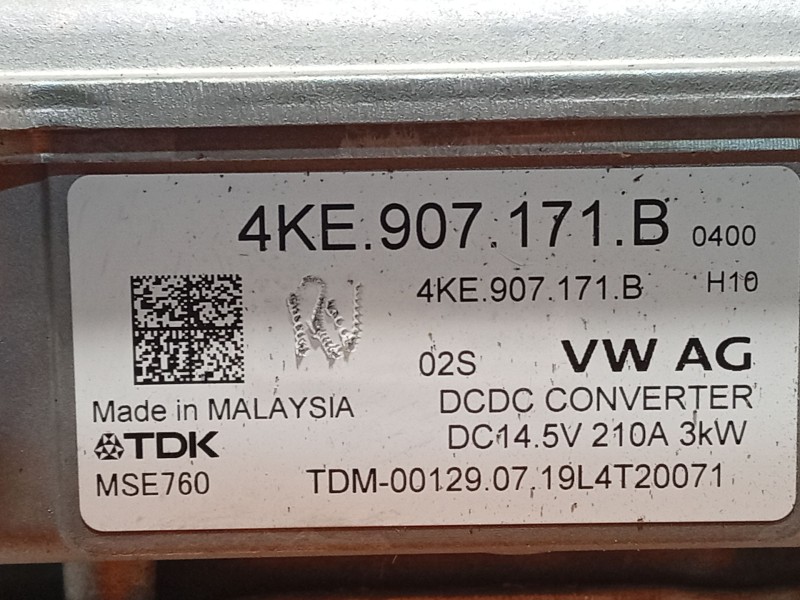 4KE.907.171.B 0400
4KE.907.171.B H10
02S VW AG
Made in MALAYSIA DCDC CONVERTER
TDK DC14.5V 210A 3kW
MSE760 TDM-00129.07.19L4T20071